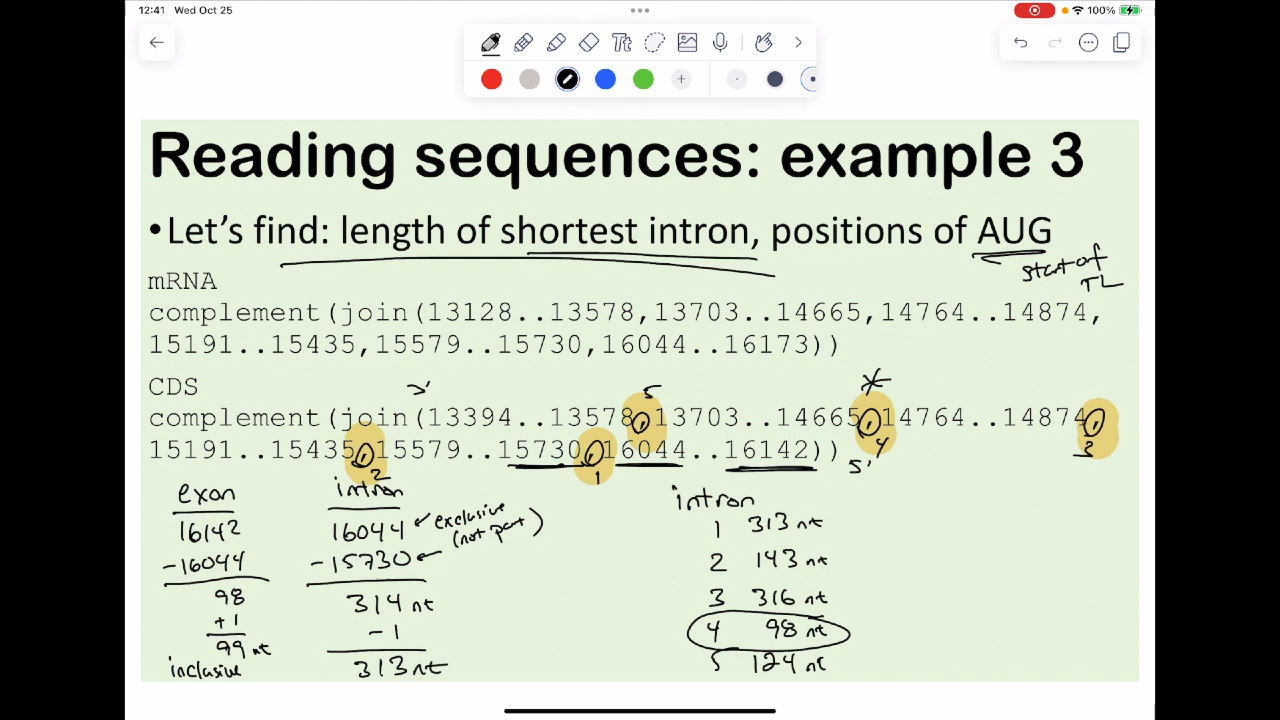 12:41 Wed Oct 25
100%
Tt
Reading sequences: example 3
•Let's find: length of shortest intron, positions of AUG
start of
TL
mRNA
complement(join(13128..13578,13703..14665,14764..14874,
15191..15435,15579..15730,16044..16173))
CDS
3' 5 *
complement(join(13394..13578,13703..14665,14764..14874,
15191..15435,15579..15730,16044..16142))
2 1 4 3
5'
exon intron intron
16142 16044 ← exclusive (not part)
-16044 -15730 ←
98 314 nt
+1 -1
99 nt 313 nt
inclusive
1 313 nt
2 143 nt
3 316 nt
4 98 nt
5 124 nt